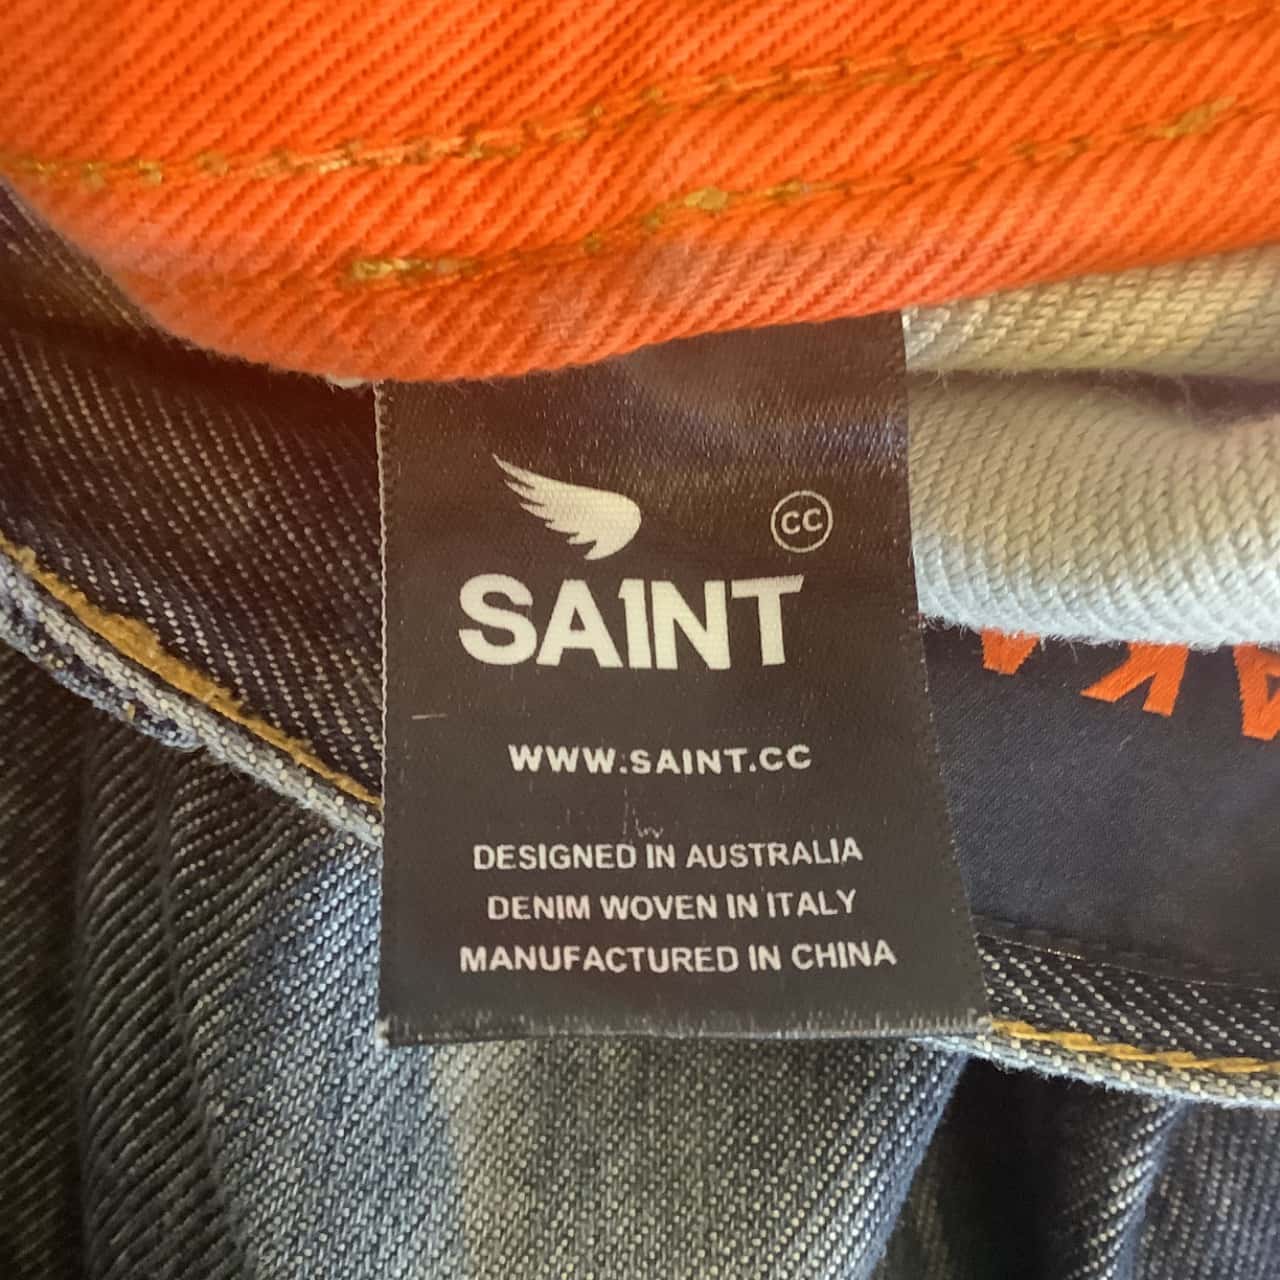 CC
SA1NT
WWW.SAINT.CC
DESIGNED IN AUSTRALIA
DENIM WOVEN IN ITALY
MANUFACTURED IN CHINA